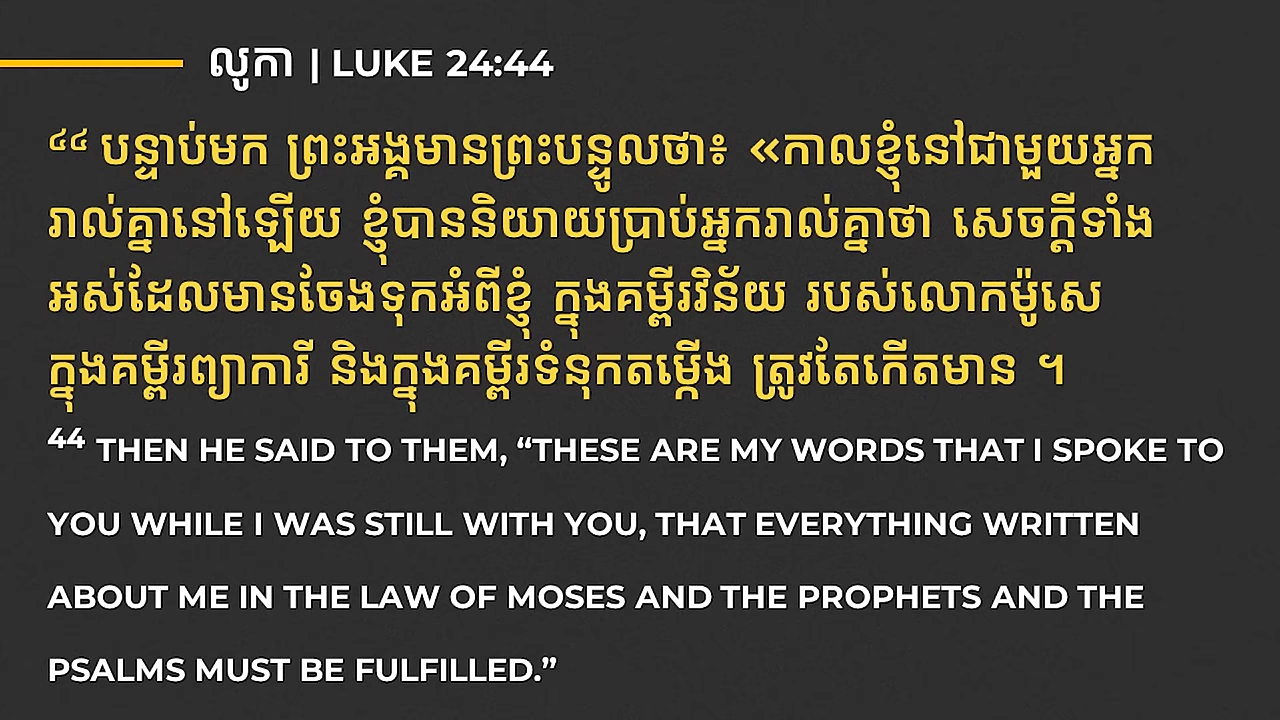 លូកា | LUKE 24:44
៤៤ បន្ទាប់មក ព្រះអង្គមានព្រះបន្ទូលថា៖ «កាលខ្ញុំនៅជាមួយអ្នក
រាល់គ្នានៅឡើយ ខ្ញុំបាននិយាយប្រាប់អ្នករាល់គ្នាថា សេចក្ដីទាំង
អស់ដែលមានចែងទុកអំពីខ្ញុំ ក្នុងគម្ពីរវិន័យ របស់លោកម៉ូសេ
ក្នុងគម្ពីរព្យាការី និងក្នុងគម្ពីរទំនុកតម្កើង ត្រូវតែកើតមាន ។
44 THEN HE SAID TO THEM, “THESE ARE MY WORDS THAT I SPOKE TO
YOU WHILE I WAS STILL WITH YOU, THAT EVERYTHING WRITTEN
ABOUT ME IN THE LAW OF MOSES AND THE PROPHETS AND THE
PSALMS MUST BE FULFILLED.”